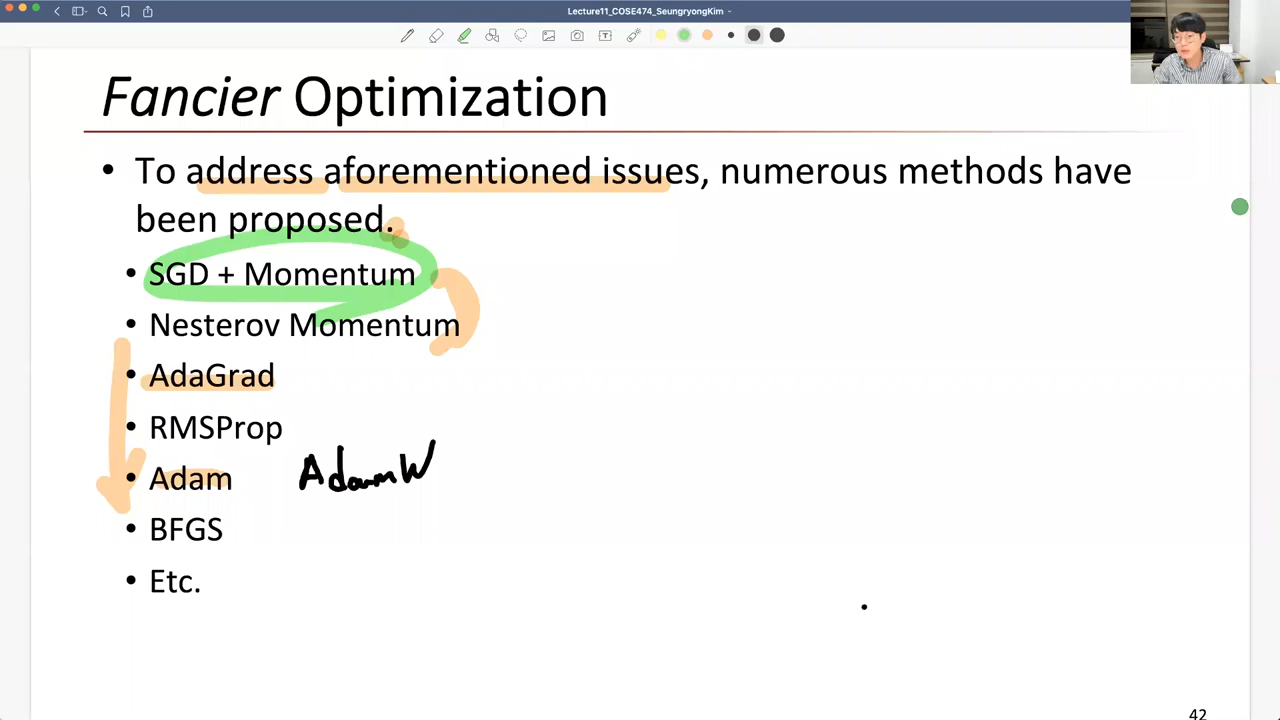 Lecture11_COSE474_SeungryongKim
Fancier Optimization
• To address aforementioned issues, numerous methods have
been proposed.
• SGD + Momentum
• Nesterov Momentum
• AdaGrad
• RMSProp
• Adam AdamW
• BFGS
• Etc.
42